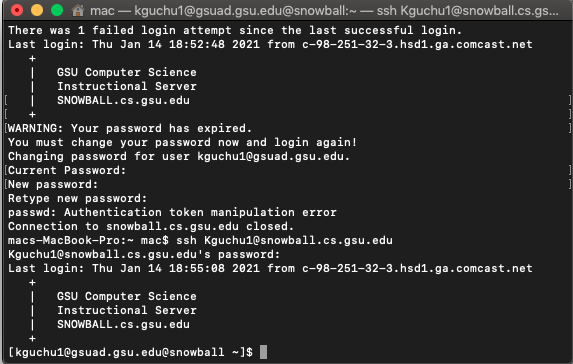 mac — kguchu1@gsuad.gsu.edu@snowball:~ — ssh Kguchu1@snowball.cs.gs...
There was 1 failed login attempt since the last successful login.
Last login: Thu Jan 14 18:52:48 2021 from c-98-251-32-3.hsd1.ga.comcast.net
+
| GSU Computer Science
| Instructional Server
[ | SNOWBALL.cs.gsu.edu ]
[ + ]
[WARNING: Your password has expired. ]
You must change your password now and login again!
Changing password for user kguchu1@gsuad.gsu.edu.
[Current Password: ]
[New password: ]
Retype new password:
passwd: Authentication token manipulation error
Connection to snowball.cs.gsu.edu closed.
macs-MacBook-Pro:~ mac$ ssh Kguchu1@snowball.cs.gsu.edu
Kguchu1@snowball.cs.gsu.edu's password:
Last login: Thu Jan 14 18:55:08 2021 from c-98-251-32-3.hsd1.ga.comcast.net
+
| GSU Computer Science
| Instructional Server
| SNOWBALL.cs.gsu.edu
+
[kguchu1@gsuad.gsu.edu@snowball ~]$